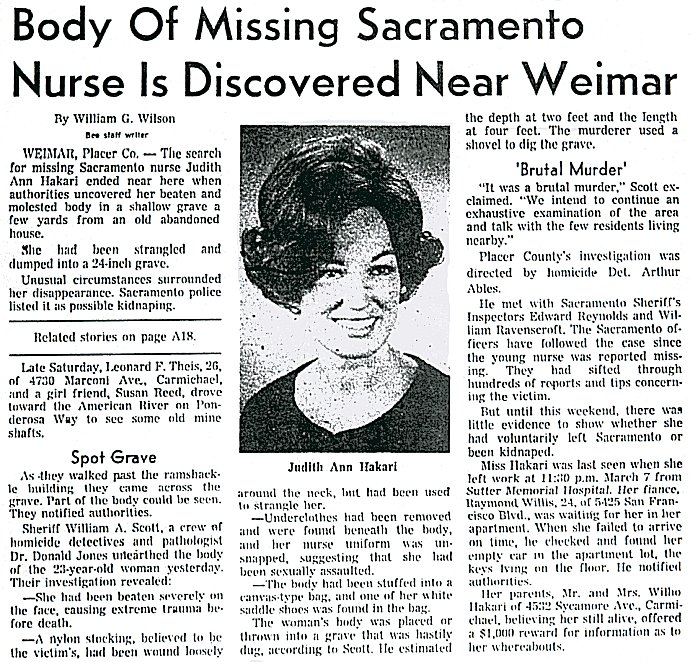 Body Of Missing Sacramento
Nurse Is Discovered Near Weimar
By William G. Wilson
Bee staff writer
WEIMAR, Placer Co. — The search
for missing Sacramento nurse Judith
Ann Hakari ended near here when
authorities uncovered her beaten and
molested body in a shallow grave a
few yards from an old abandoned
house.
She had been strangled and
dumped into a 24-inch grave.
Unusual circumstances surrounded
her disappearance. Sacramento police
listed it as possible kidnaping.
Related stories on page A18.
Late Saturday, Leonard F. Theis, 26,
of 4730 Marconi Ave., Carmichael,
and a girl friend, Susan Reed, drove
toward the American River on Pon-
derosa Way to see some old mine
shafts.
Spot Grave
As they walked past the ramshack-
le building they came across the
grave. Part of the body could be seen.
They notified authorities.
Sheriff William A. Scott, a crew of
homicide detectives and pathologist
Dr. Donald Jones unearthed the body
of the 23-year-old woman yesterday.
Their investigation revealed:
—She had been beaten severely on
the face, causing extreme trauma be-
fore death.
—A nylon stocking, believed to be
the victim's, had been wound loosely
Judith Ann Hakari
around the neck, but had been used
to strangle her.
—Underclothes had been removed
and were found beneath the body,
and her nurse uniform was un-
snapped, suggesting that she had
been sexually assaulted.
—The body had been stuffed into a
canvas-type bag, and one of her white
saddle shoes was found in the bag.
The woman's body was placed or
thrown into a grave that was hastily
dug, according to Scott. He estimated
the depth at two feet and the length
at four feet. The murderer used a
shovel to dig the grave.
'Brutal Murder'
"It was a brutal murder," Scott ex-
claimed. "We intend to continue an
exhaustive examination of the area
and talk with the few residents living
nearby."
Placer County's investigation was
directed by homicide Det. Arthur
Ables.
He met with Sacramento Sheriff's
Inspectors Edward Reynolds and Wil-
liam Ravenscroft. The Sacramento of-
ficers have followed the case since
the young nurse was reported miss-
ing. They had sifted through
hundreds of reports and tips concern-
ing the victim.
But until this weekend, there was
little evidence to show whether she
had voluntarily left Sacramento or
been kidnaped.
Miss Hakari was last seen when she
left work at 11:30 p.m. March 7 from
Sutter Memorial Hospital. Her fiance,
Raymond Willis, 24, of 5425 San Fran-
cisco Blvd., was waiting for her in her
apartment. When she failed to arrive
on time, he checked and found her
empty car in the apartment lot, the
keys lying on the floor. He notified
authorities.
Her parents, Mr. and Mrs. Wilho
Hakari of 4532 Sycamore Ave., Carmi-
chael, believing her still alive, offered
a $1,000 reward for information as to
her whereabouts.